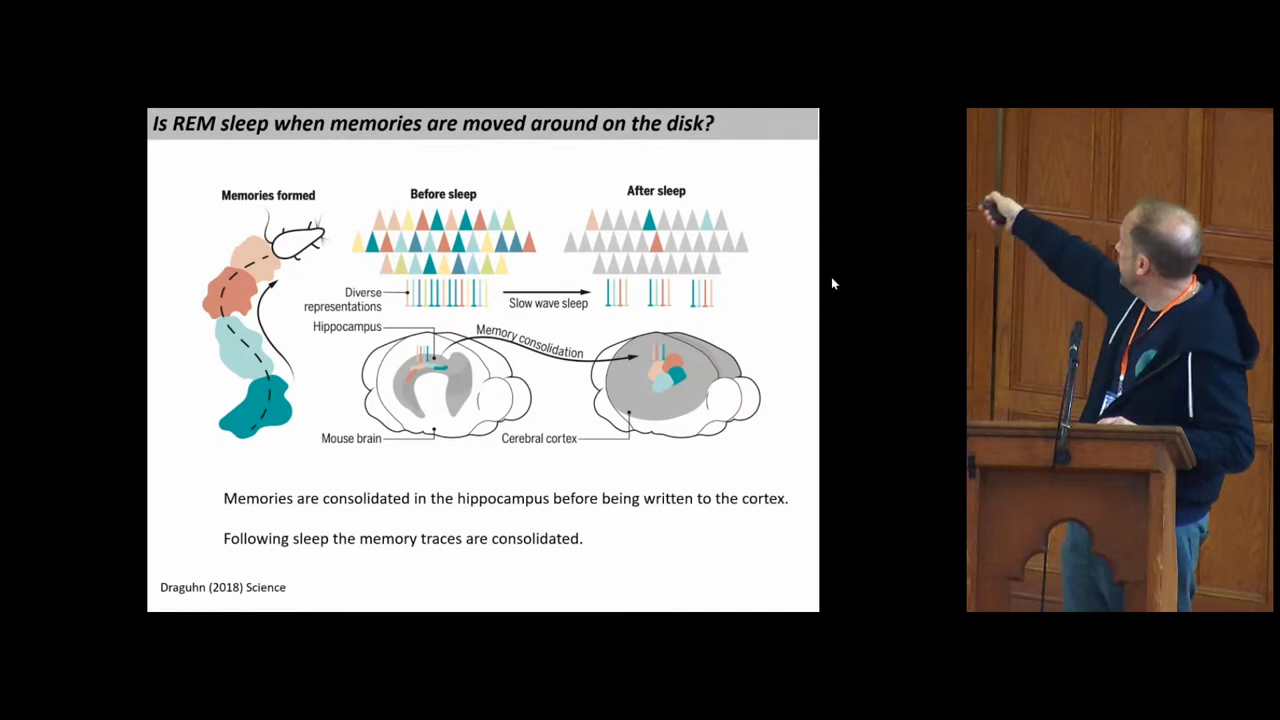 Is REM sleep when memories are moved around on the disk?
Memories formed
Before sleep
After sleep
Diverse
representations
Slow wave sleep
Hippocampus
Memory consolidation
Mouse brain
Cerebral cortex
Memories are consolidated in the hippocampus before being written to the cortex.
Following sleep the memory traces are consolidated.
Draguhn (2018) Science